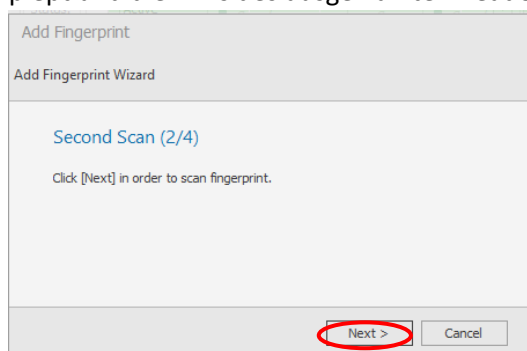 Add Fingerprint
Add Fingerprint Wizard
Second Scan (2/4)
Click [Next] in order to scan fingerprint.
Next >
Cancel